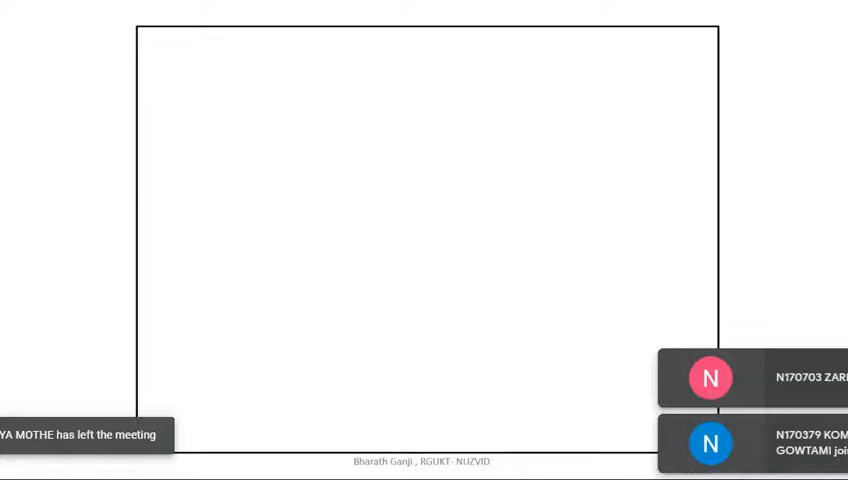 N
N170703 ZARI
YA MOTHE has left the meeting
N
N170379 KOM
GOWTAMI joi
Bharath Ganji , RGUKT- NUZVID